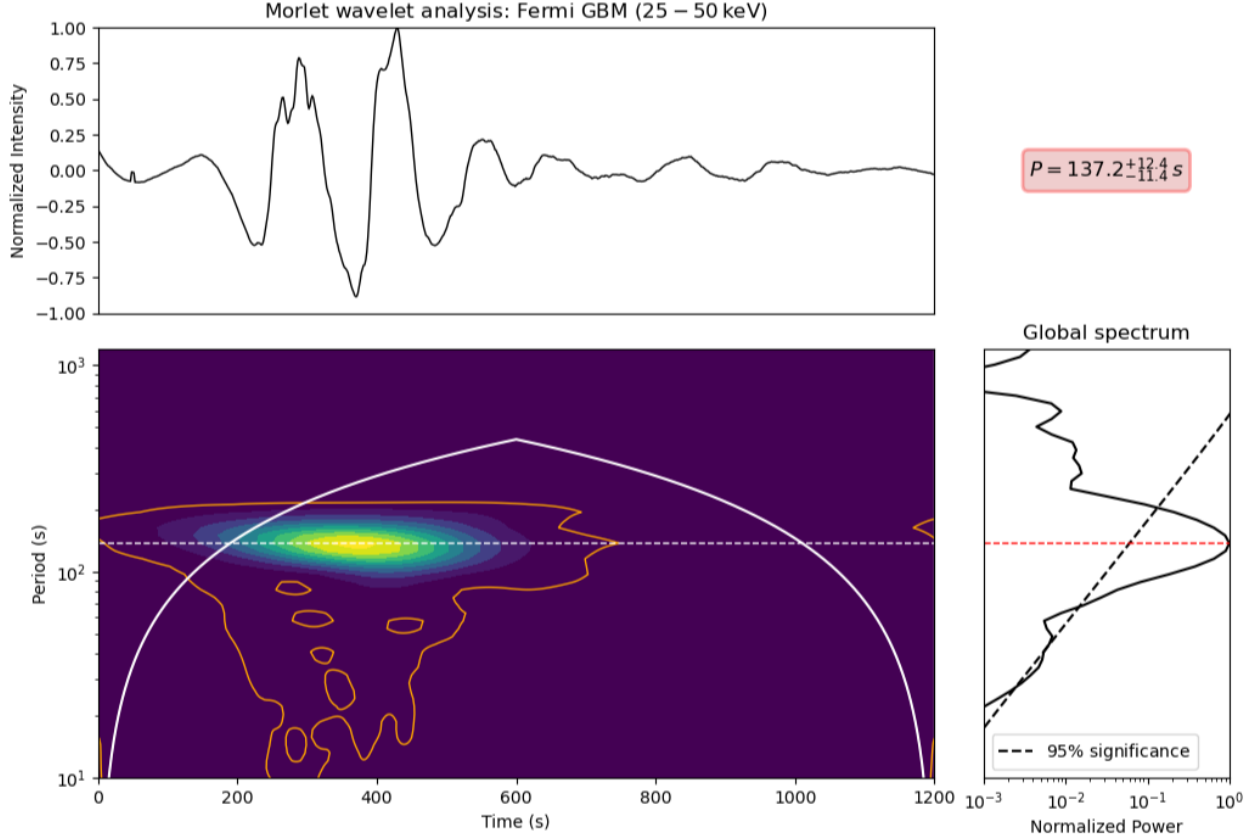 Morlet wavelet analysis: Fermi GBM (25 − 50 keV)
1.00
0.75
0.50
0.25
0.00
−0.25
−0.50
−0.75
−1.00
Normalized Intensity
P = 137.2 +12.4 −11.4 s
Global spectrum
10³
10²
10¹
Period (s)
0 200 400 600 800 1000 1200
Time (s)
95% significance
10⁻³ 10⁻² 10⁻¹ 10⁰
Normalized Power